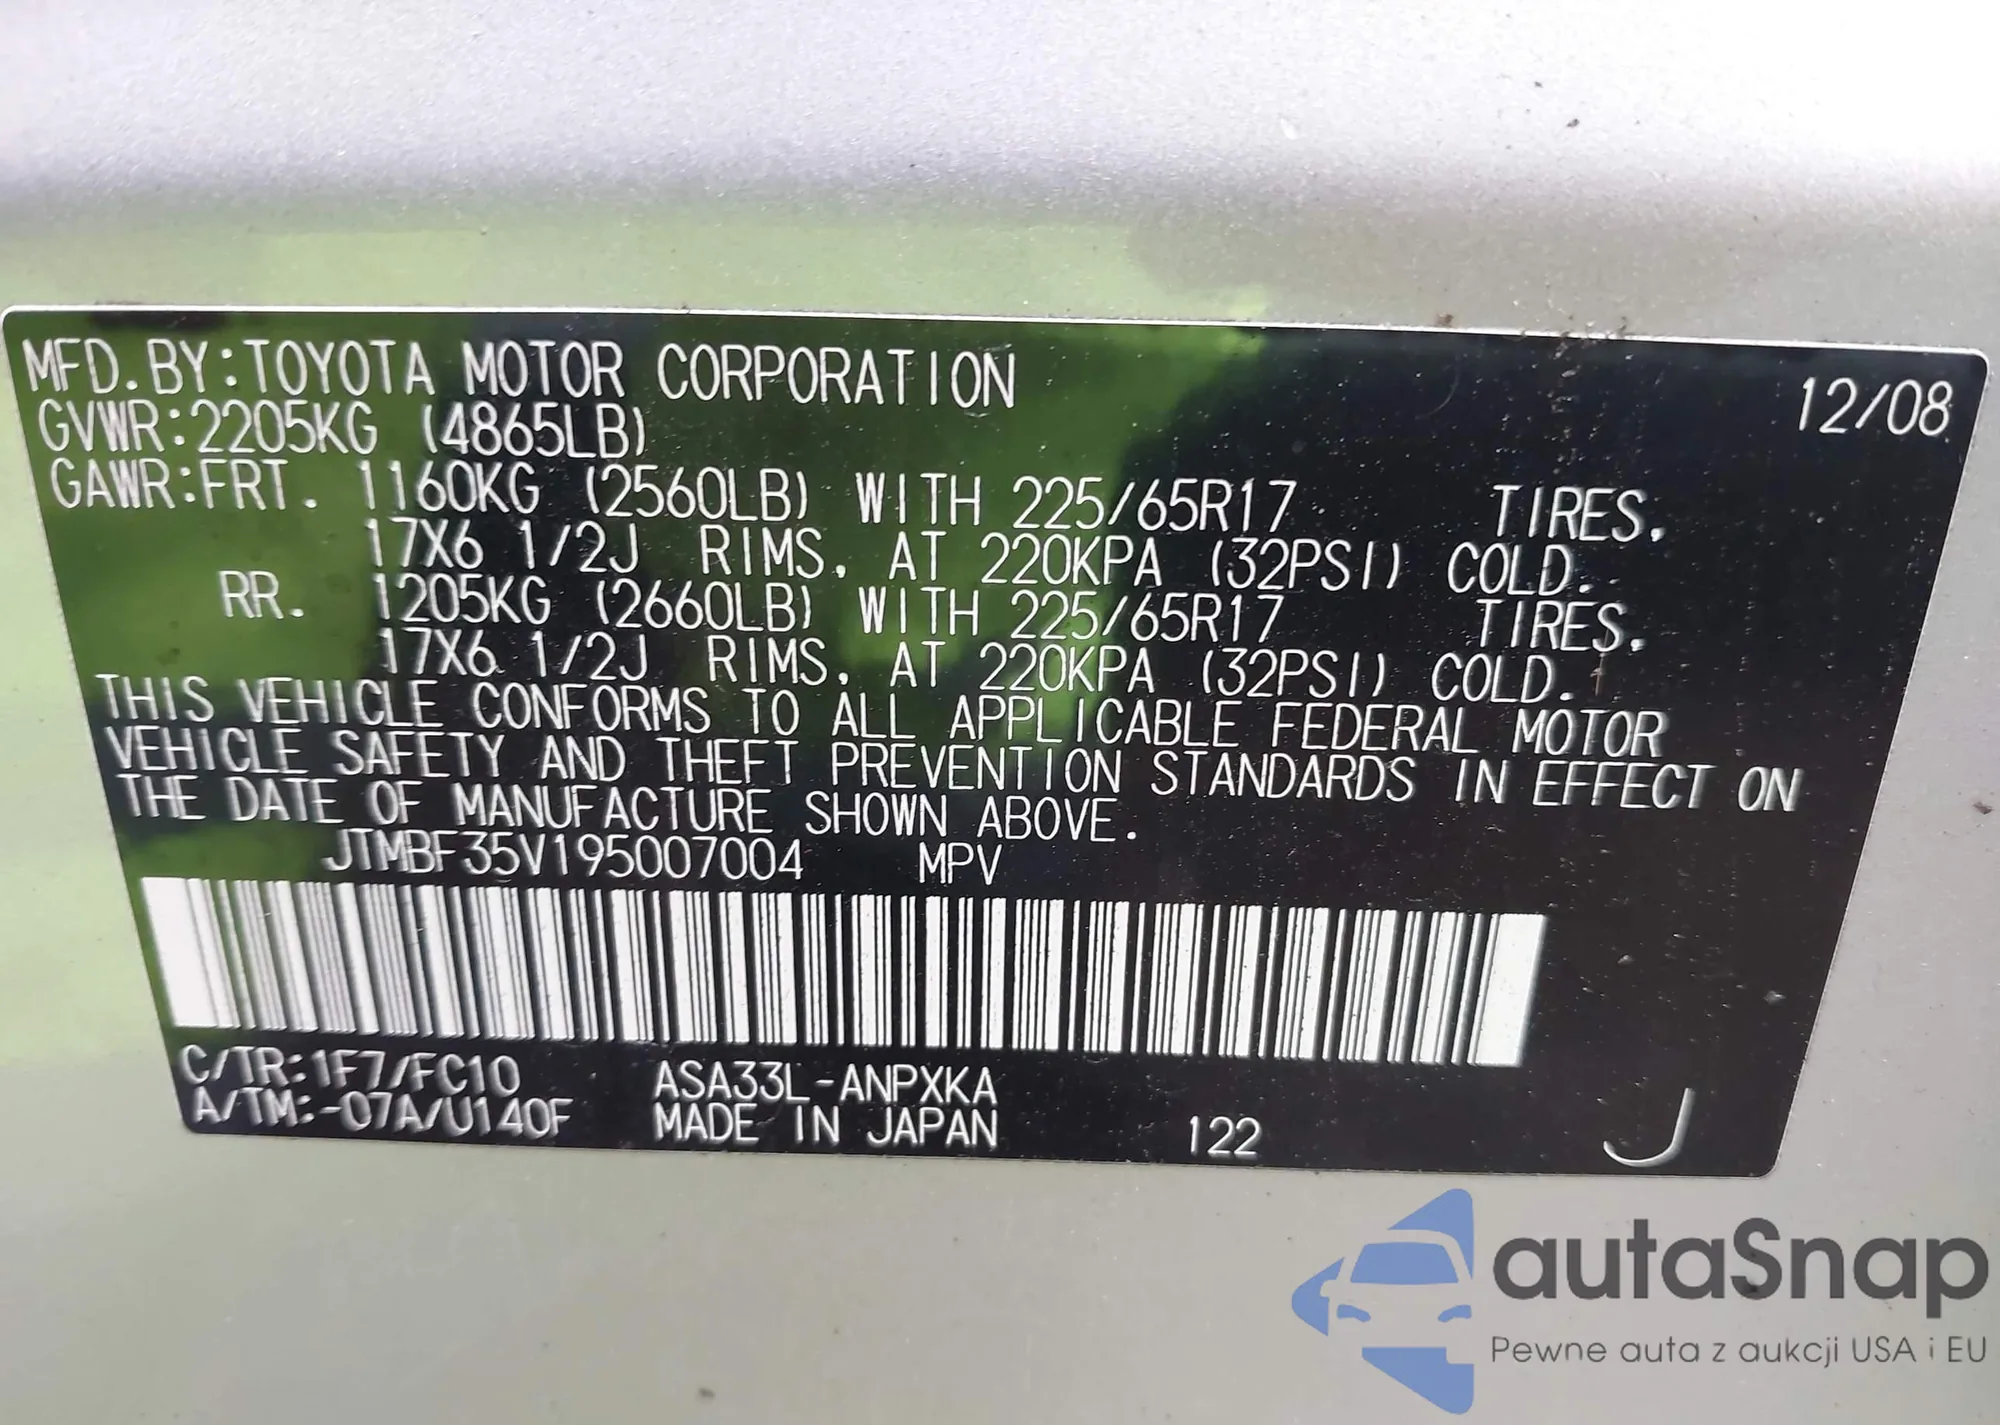 MFD.BY:TOYOTA MOTOR CORPORATION 12/08
GVWR:2205KG (4865LB)
GAWR:FRT. 1160KG (2560LB) WITH 225/65R17 TIRES,
17X6 1/2J RIMS, AT 220KPA (32PSI) COLD.
RR. 1205KG (2660LB) WITH 225/65R17 TIRES,
17X6 1/2J RIMS, AT 220KPA (32PSI) COLD.
THIS VEHICLE CONFORMS TO ALL APPLICABLE FEDERAL MOTOR
VEHICLE SAFETY AND THEFT PREVENTION STANDARDS IN EFFECT ON
THE DATE OF MANUFACTURE SHOWN ABOVE.
JTMBF35V195007004 MPV
C/TR:1F7/FC10 ASA33L-ANPXKA
A/TM:-07A/U140F MADE IN JAPAN 122 J
autaSnap
Pewne auta z aukcji USA i EU